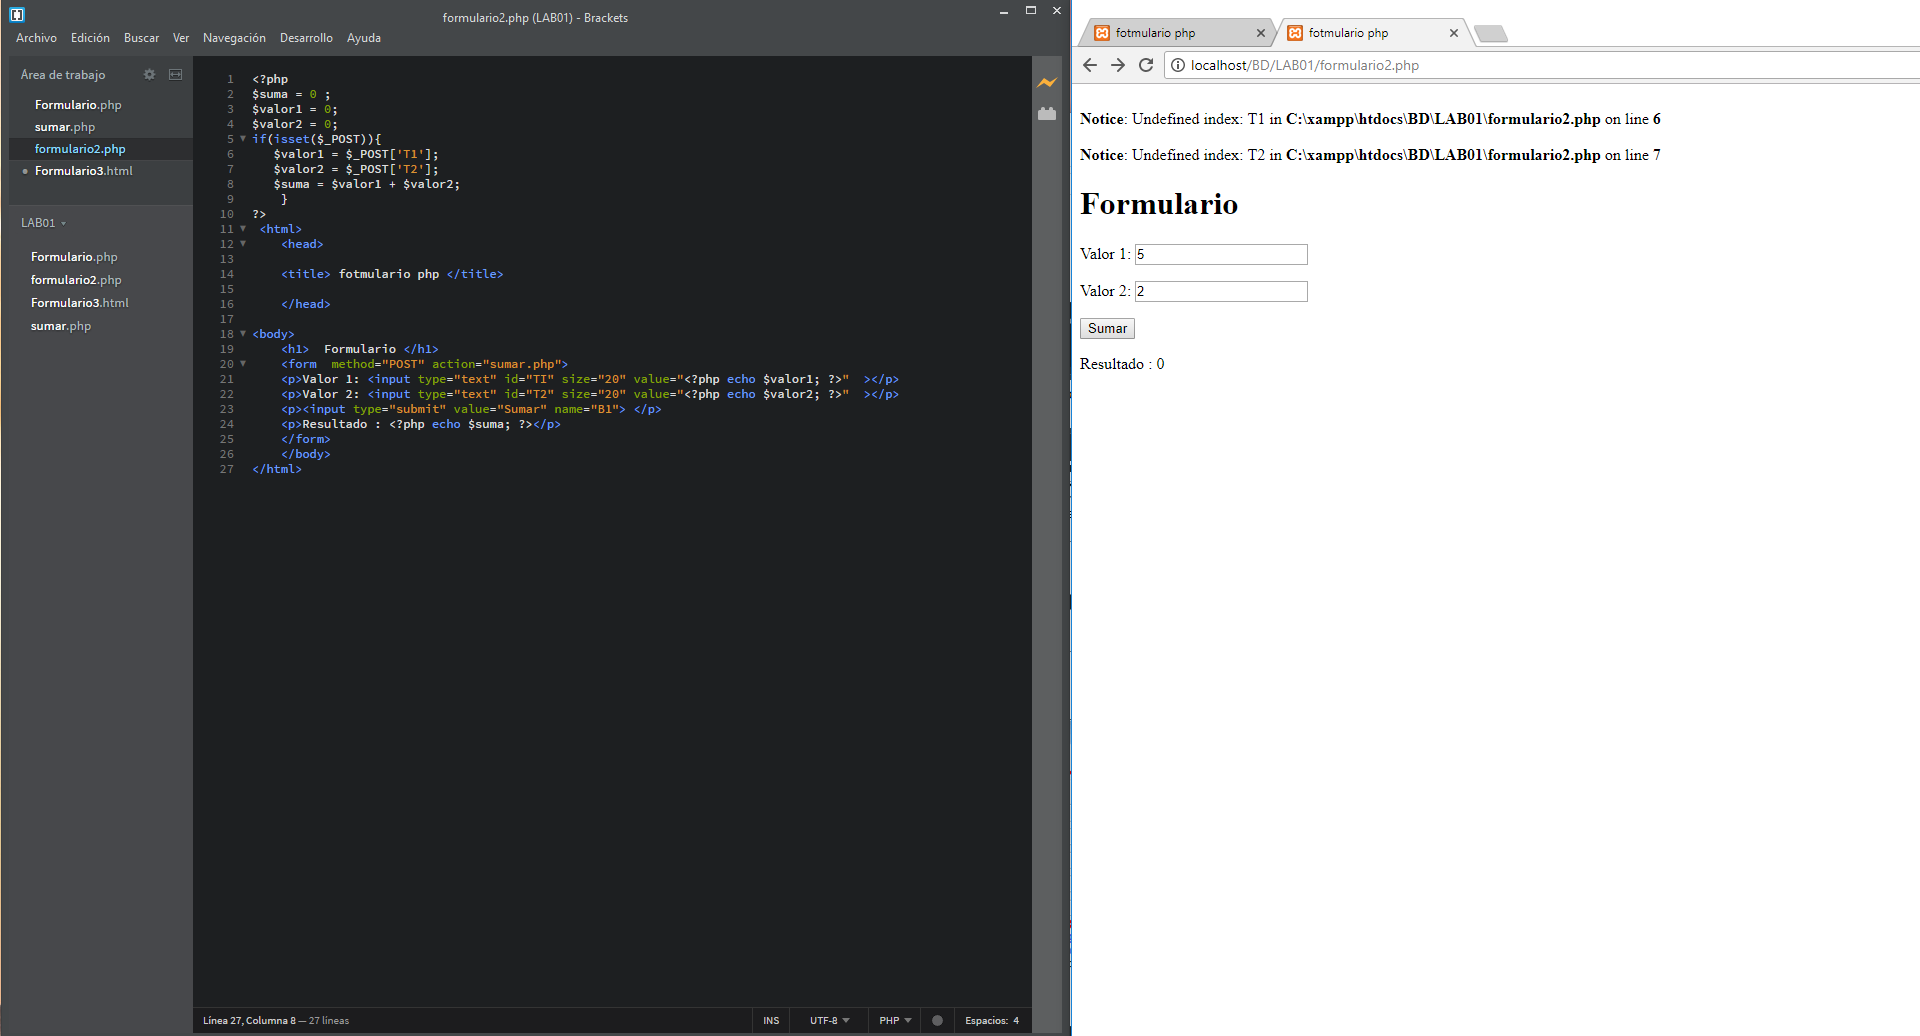 formulario2.php (LAB01) - Brackets
Archivo Edición Buscar Ver Navegación Desarrollo Ayuda
Área de trabajo
Formulario.php
sumar.php
formulario2.php
Formulario3.html
LAB01
Formulario.php
formulario2.php
Formulario3.html
sumar.php
1 <?php
2 $suma = 0 ;
3 $valor1 = 0;
4 $valor2 = 0;
5 if(isset($_POST)){
6 $valor1 = $_POST['T1'];
7 $valor2 = $_POST['T2'];
8 $suma = $valor1 + $valor2;
9 }
10 ?>
11 <html>
12 <head>
13
14 <title> fotmulario php </title>
15
16 </head>
17
18 <body>
19 <h1>  Formulario </h1>
20 <form  method="POST" action="sumar.php">
21 <p>Valor 1: <input type="text" id="TI" size="20" value="<?php echo $valor1; ?>"  ></p>
22 <p>Valor 2: <input type="text" id="T2" size="20" value="<?php echo $valor2; ?>"  ></p>
23 <p><input type="submit" value="Sumar" name="B1"> </p>
24 <p>Resultado : <?php echo $suma; ?></p>
25 </form>
26 </body>
27 </html>
Línea 27, Columna 8 — 27 líneas INS UTF-8 PHP Espacios: 4
fotmulario php fotmulario php
localhost/BD/LAB01/formulario2.php
Notice: Undefined index: T1 in C:\xampp\htdocs\BD\LAB01\formulario2.php on line 6
Notice: Undefined index: T2 in C:\xampp\htdocs\BD\LAB01\formulario2.php on line 7
Formulario
Valor 1: 5
Valor 2: 2
Sumar
Resultado : 0